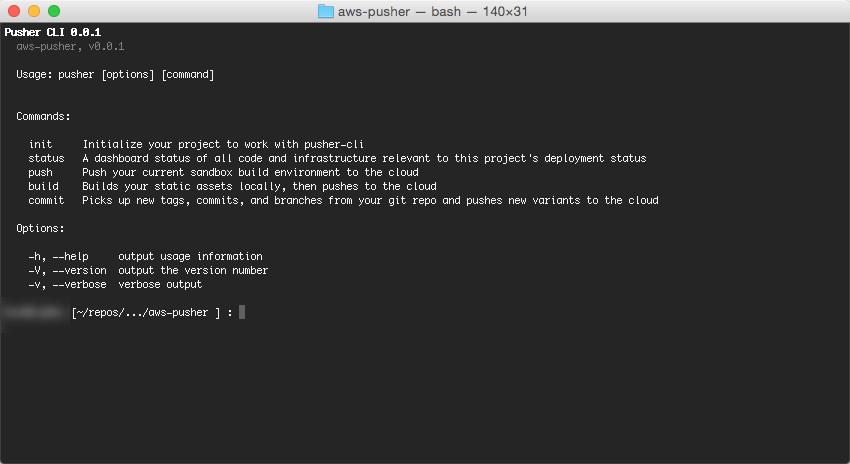 aws-pusher — bash — 140×31
Pusher CLI 0.0.1
aws-pusher, v0.0.1
Usage: pusher [options] [command]
Commands:
init Initialize your project to work with pusher-cli
status A dashboard status of all code and infrastructure relevant to this project's deployment status
push Push your current sandbox build environment to the cloud
build Builds your static assets locally, then pushes to the cloud
commit Picks up new tags, commits, and branches from your git repo and pushes new variants to the cloud
Options:
-h, --help output usage information
-V, --version output the version number
-v, --verbose verbose output
[~/repos/.../aws-pusher ] :